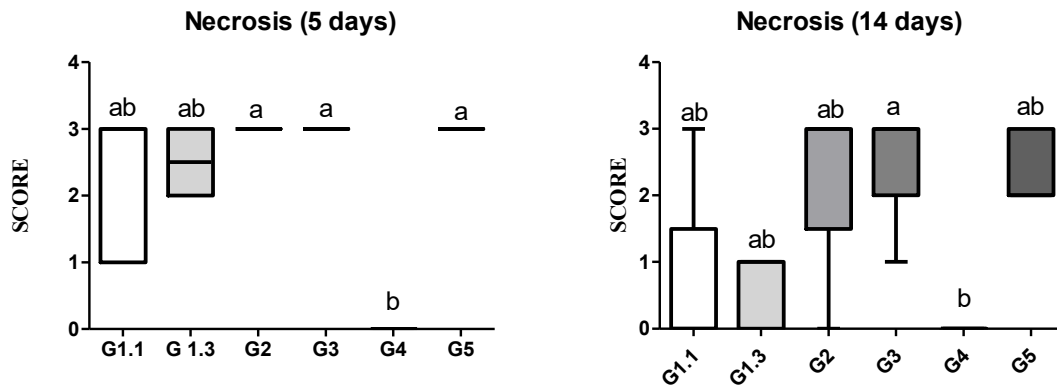 Necrosis (5 days)
4
3
2
1
0
SCORE
ab
ab
a
a
b
a
G1.1
G 1.3
G2
G3
G4
G5
Necrosis (14 days)
4
3
2
1
0
SCORE
ab
ab
ab
a
b
ab
G1.1
G1.3
G2
G3
G4
G5